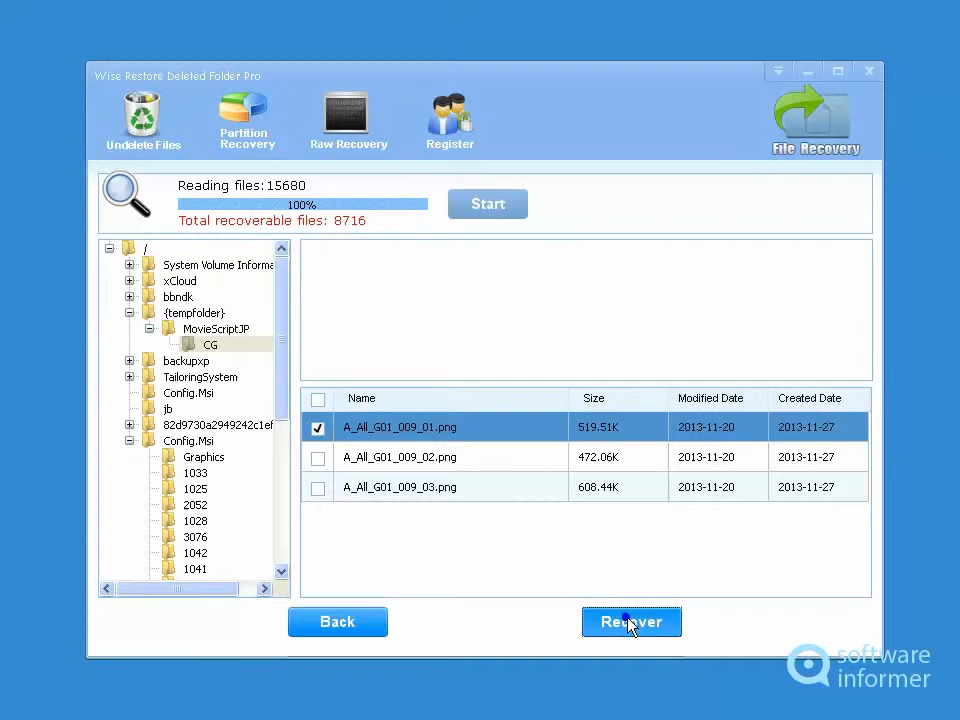 Wise Restore Deleted Folder Pro
Undelete Files
Partition
Recovery
Raw Recovery
Register
File Recovery
Reading files:15680
100%
Total recoverable files: 8716
Start
/
System Volume Informa
xCloud
bbndk
{tempfolder}
MovieScriptJP
CG
backupxp
TailoringSystem
Config.Msi
jb
82d9730a2949242c1ef
Config.Msi
Graphics
1033
1025
2052
1028
3076
1042
1041
Name Size Modified Date Created Date
A_All_G01_009_01.png 519.51K 2013-11-20 2013-11-27
A_All_G01_009_02.png 472.06K 2013-11-20 2013-11-27
A_All_G01_009_03.png 608.44K 2013-11-20 2013-11-27
Back
Recover
software
informer